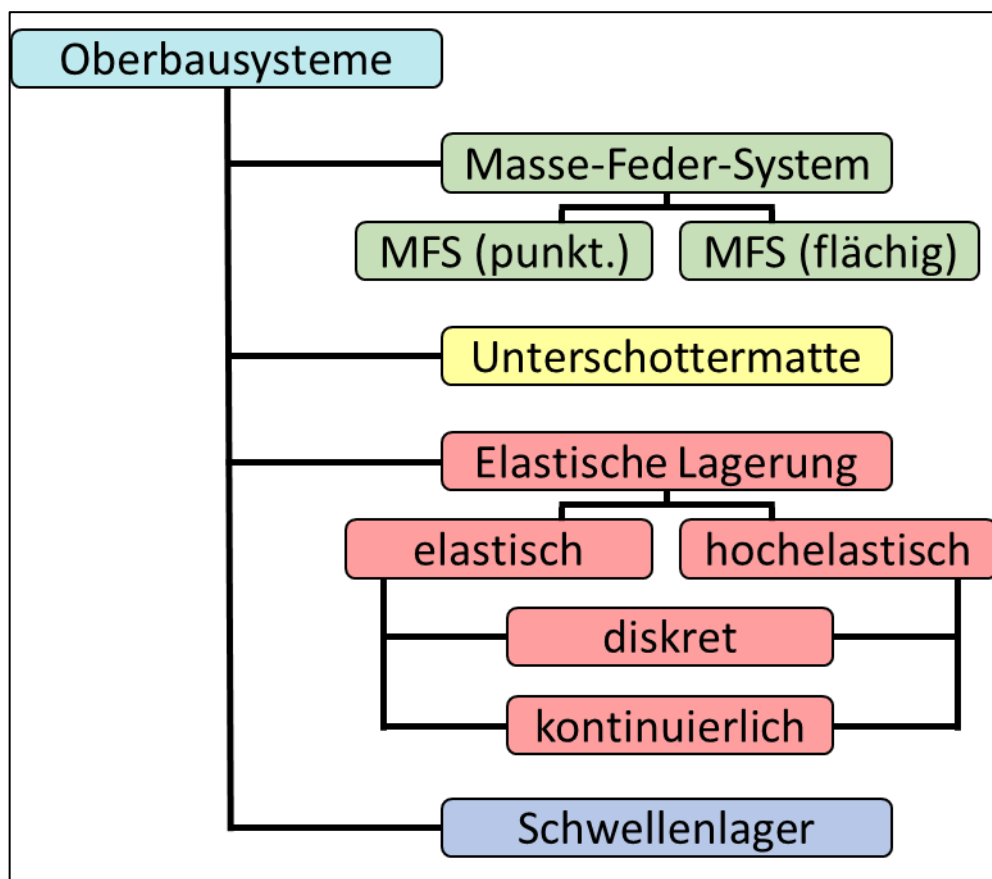 Oberbausysteme
Masse-Feder-System
MFS (punkt.)
MFS (flächig)
Unterschottermatte
Elastische Lagerung
elastisch
hochelastisch
diskret
kontinuierlich
Schwellenlager